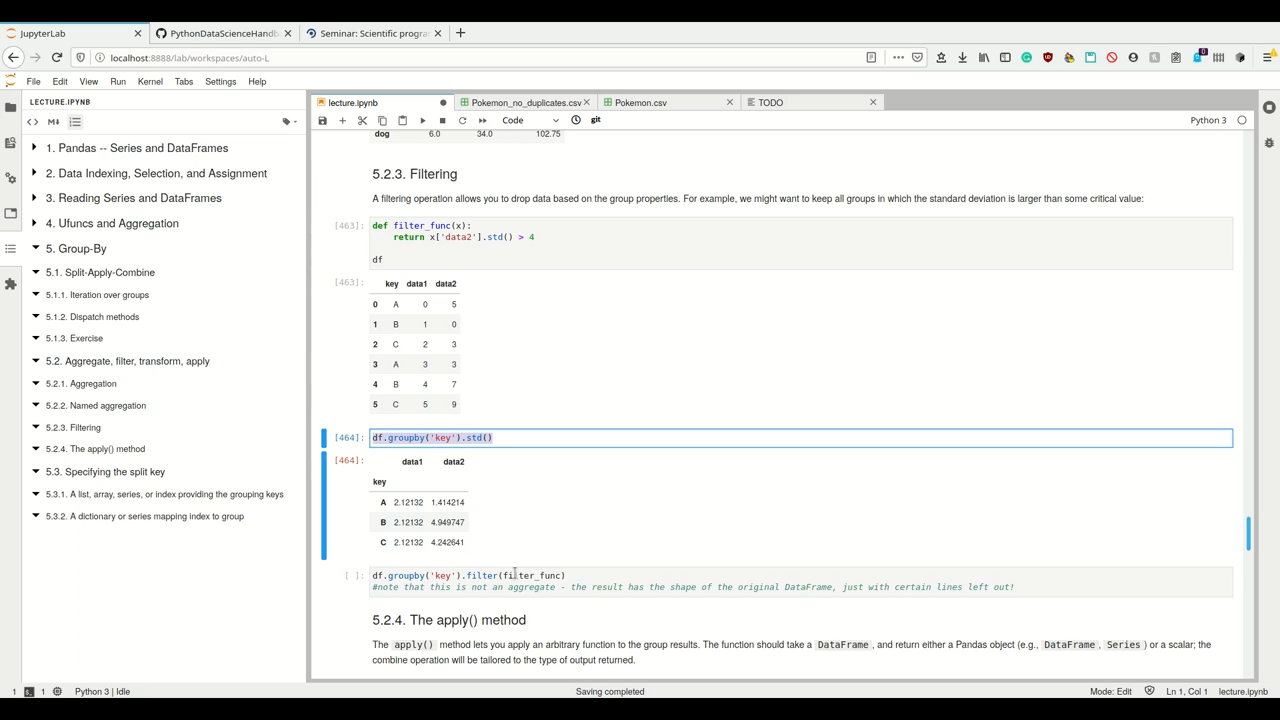 JupyterLab
PythonDataScienceHandb
Seminar: Scientific progra
localhost:8888/lab/workspaces/auto-L
File Edit View Run Kernel Tabs Settings Help
LECTURE.IPYNB
1. Pandas -- Series and DataFrames
2. Data Indexing, Selection, and Assignment
3. Reading Series and DataFrames
4. Ufuncs and Aggregation
5. Group-By
5.1. Split-Apply-Combine
5.1.1. Iteration over groups
5.1.2. Dispatch methods
5.1.3. Exercise
5.2. Aggregate, filter, transform, apply
5.2.1. Aggregation
5.2.2. Named aggregation
5.2.3. Filtering
5.2.4. The apply() method
5.3. Specifying the split key
5.3.1. A list, array, series, or index providing the grouping keys
5.3.2. A dictionary or series mapping index to group
lecture.ipynb
Pokemon_no_duplicates.csv
Pokemon.csv
TODO
Code
git
Python 3
dog 6.0 34.0 102.75
5.2.3. Filtering
A filtering operation allows you to drop data based on the group properties. For example, we might want to keep all groups in which the standard deviation is larger than some critical value:
[463]: def filter_func(x):
return x['data2'].std() > 4
df
[463]: key data1 data2
0 A 0 5
1 B 1 0
2 C 2 3
3 A 3 3
4 B 4 7
5 C 5 9
[464]: df.groupby('key').std()
[464]: data1 data2
key
A 2.12132 1.414214
B 2.12132 4.949747
C 2.12132 4.242641
[ ]: df.groupby('key').filter(filter_func)
#note that this is not an aggregate - the result has the shape of the original DataFrame, just with certain lines left out!
5.2.4. The apply() method
The apply() method lets you apply an arbitrary function to the group results. The function should take a DataFrame, and return either a Pandas object (e.g., DataFrame, Series) or a scalar; the
combine operation will be tailored to the type of output returned.
1 1 Python 3 | Idle
Saving completed
Mode: Edit Ln 1, Col 1 lecture.ipynb